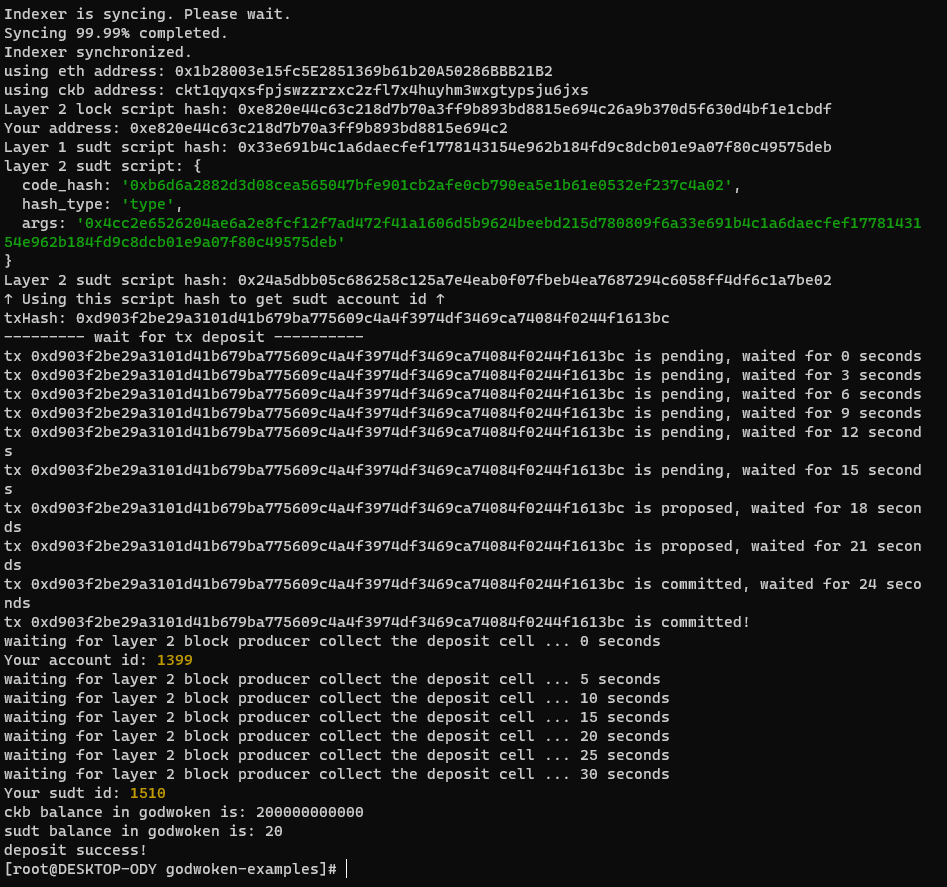 Indexer is syncing. Please wait.
Syncing 99.99% completed.
Indexer synchronized.
using eth address: 0x1b28003e15fc5E2851369b61b20A50286BBB21B2
using ckb address: ckt1qyqxsfpjswzzrzxc2zfl7x4huyhm3wxgtypsju6jxs
Layer 2 lock script hash: 0xe820e44c63c218d7b70a3ff9b893bd8815e694c26a9b370d5f630d4bf1e1cbdf
Your address: 0xe820e44c63c218d7b70a3ff9b893bd8815e694c2
Layer 1 sudt script hash: 0x33e691b4c1a6daecfef1778143154e962b184fd9c8dcb01e9a07f80c49575deb
layer 2 sudt script: {
  code_hash: '0xb6d6a2882d3d08cea565047bfe901cb2afe0cb790ea5e1b61e0532ef237c4a02',
  hash_type: 'type',
  args: '0x4cc2e6526204ae6a2e8fcf12f7ad472f41a1606d5b9624beebd215d780809f6a33e691b4c1a6daecfef17781431
54e962b184fd9c8dcb01e9a07f80c49575deb'
}
Layer 2 sudt script hash: 0x24a5dbb05c686258c125a7e4eab0f07fbeb4ea7687294c6058ff4df6c1a7be02
↑ Using this script hash to get sudt account id ↑
txHash: 0xd903f2be29a3101d41b679ba775609c4a4f3974df3469ca74084f0244f1613bc
--------- wait for tx deposit ----------
tx 0xd903f2be29a3101d41b679ba775609c4a4f3974df3469ca74084f0244f1613bc is pending, waited for 0 seconds
tx 0xd903f2be29a3101d41b679ba775609c4a4f3974df3469ca74084f0244f1613bc is pending, waited for 3 seconds
tx 0xd903f2be29a3101d41b679ba775609c4a4f3974df3469ca74084f0244f1613bc is pending, waited for 6 seconds
tx 0xd903f2be29a3101d41b679ba775609c4a4f3974df3469ca74084f0244f1613bc is pending, waited for 9 seconds
tx 0xd903f2be29a3101d41b679ba775609c4a4f3974df3469ca74084f0244f1613bc is pending, waited for 12 second
s
tx 0xd903f2be29a3101d41b679ba775609c4a4f3974df3469ca74084f0244f1613bc is pending, waited for 15 second
s
tx 0xd903f2be29a3101d41b679ba775609c4a4f3974df3469ca74084f0244f1613bc is proposed, waited for 18 secon
ds
tx 0xd903f2be29a3101d41b679ba775609c4a4f3974df3469ca74084f0244f1613bc is proposed, waited for 21 secon
ds
tx 0xd903f2be29a3101d41b679ba775609c4a4f3974df3469ca74084f0244f1613bc is committed, waited for 24 seco
nds
tx 0xd903f2be29a3101d41b679ba775609c4a4f3974df3469ca74084f0244f1613bc is committed!
waiting for layer 2 block producer collect the deposit cell ... 0 seconds
Your account id: 1399
waiting for layer 2 block producer collect the deposit cell ... 5 seconds
waiting for layer 2 block producer collect the deposit cell ... 10 seconds
waiting for layer 2 block producer collect the deposit cell ... 15 seconds
waiting for layer 2 block producer collect the deposit cell ... 20 seconds
waiting for layer 2 block producer collect the deposit cell ... 25 seconds
waiting for layer 2 block producer collect the deposit cell ... 30 seconds
Your sudt id: 1510
ckb balance in godwoken is: 200000000000
sudt balance in godwoken is: 20
deposit success!
[root@DESKTOP-ODY godwoken-examples]#